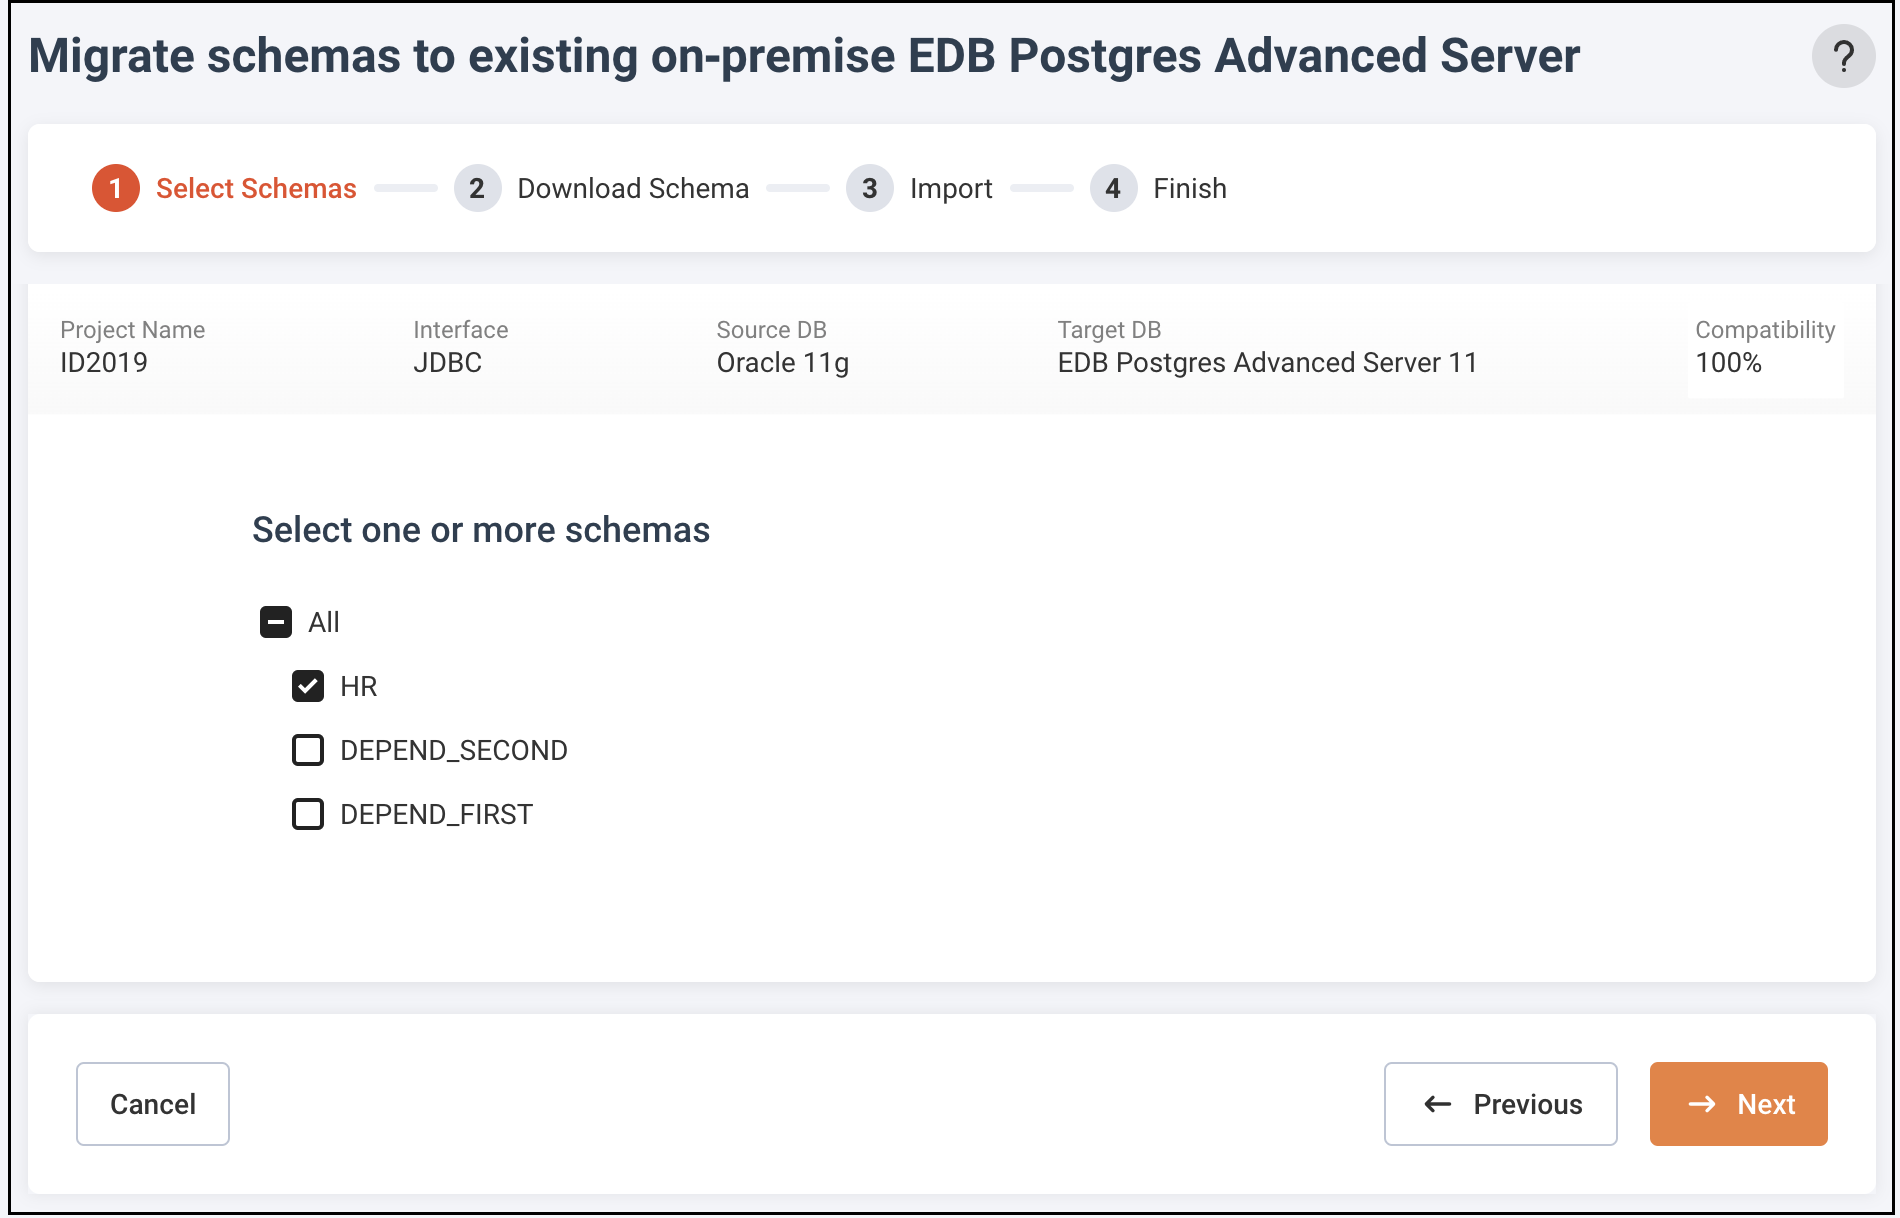 Migrate schemas to existing on-premise EDB Postgres Advanced Server
?
1 Select Schemas 2 Download Schema 3 Import 4 Finish
Project Name Interface Source DB Target DB Compatibility
ID2019 JDBC Oracle 11g EDB Postgres Advanced Server 11 100%
Select one or more schemas
All
HR
DEPEND_SECOND
DEPEND_FIRST
Cancel Previous Next